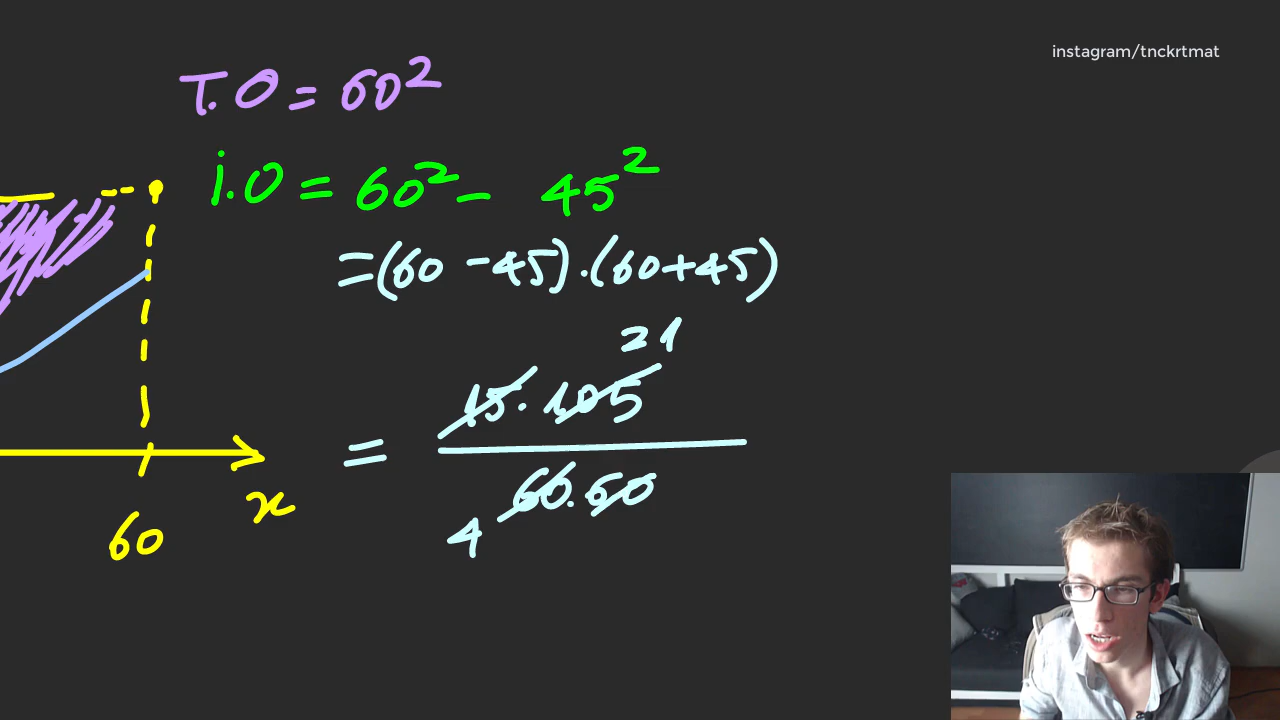 instagram/tnckrtmat
T.O = 60²
i.O = 60² - 45²
= (60 - 45).(60+45)
21
= 15.105
60.60
4
x
60